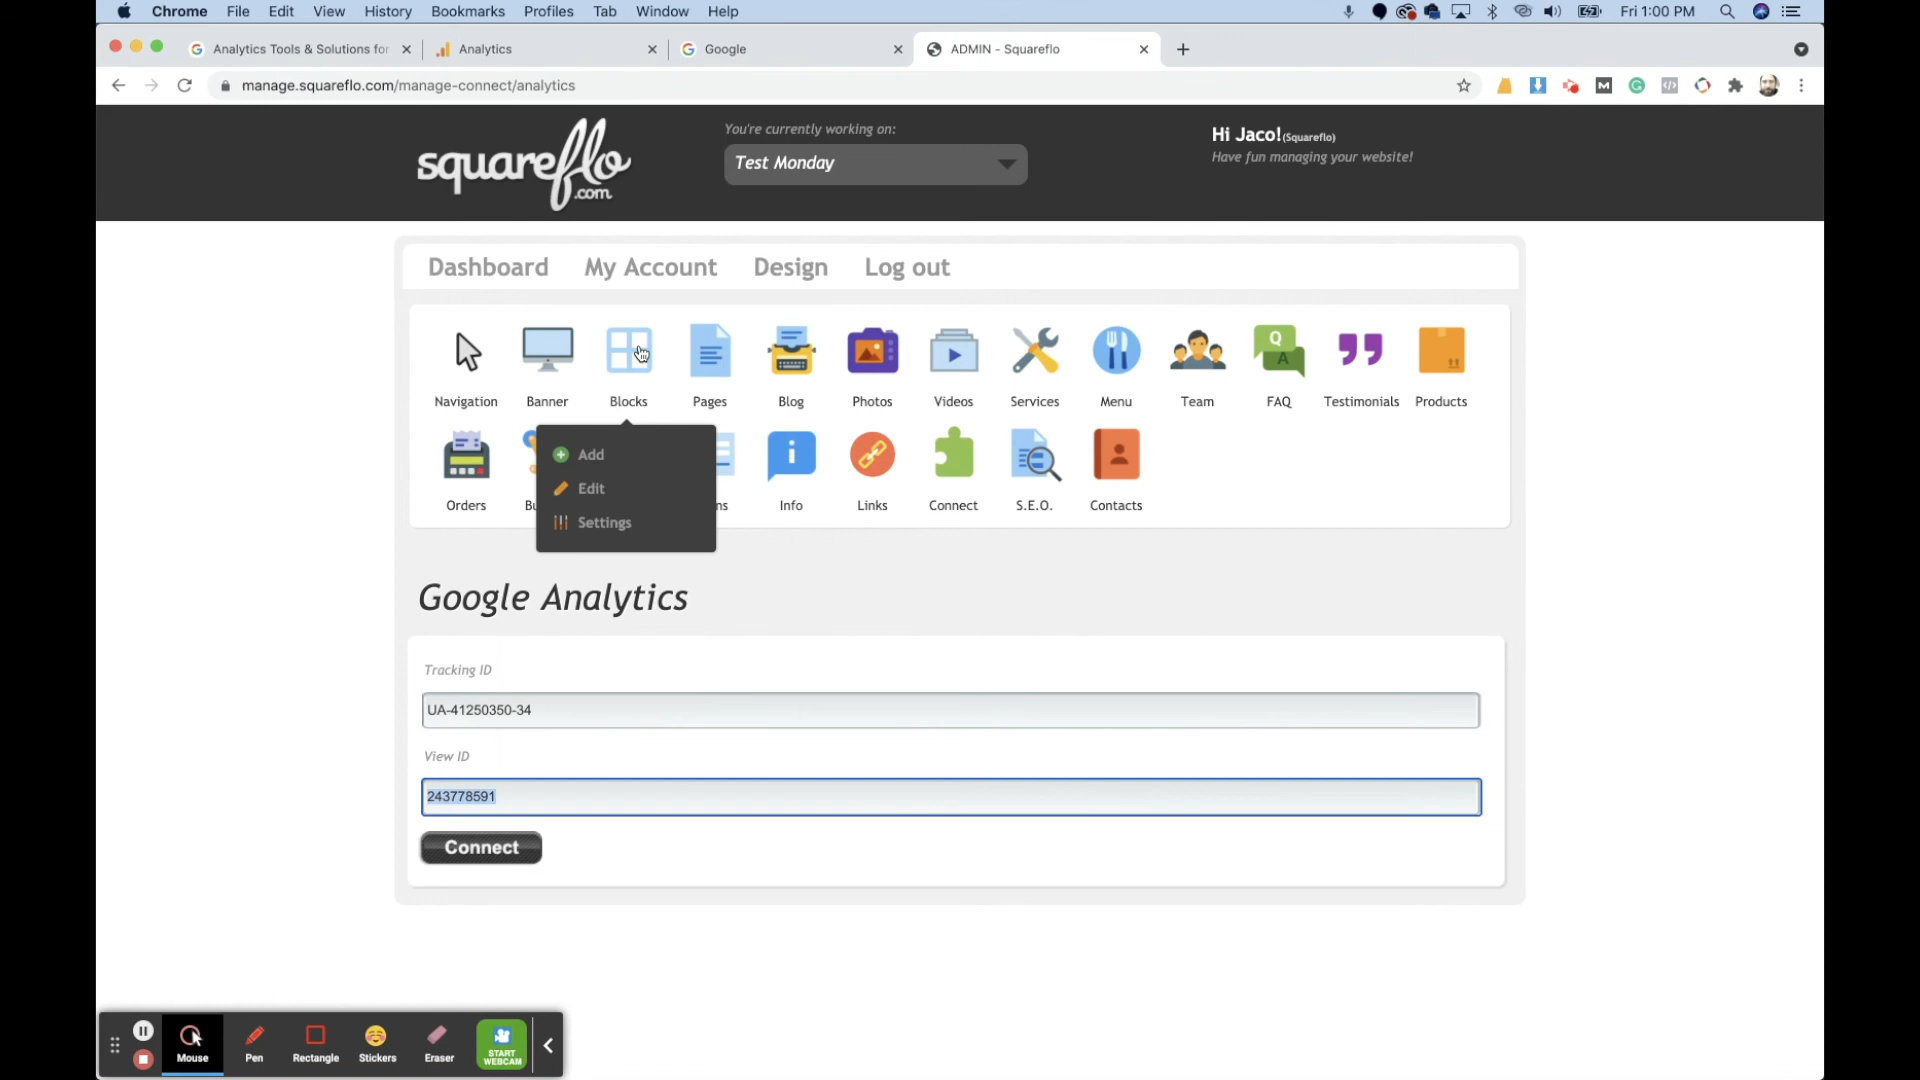 Chrome File Edit View History Bookmarks Profiles Tab Window Help Fri 1:00 PM
Analytics Tools & Solutions for Analytics Google ADMIN - Squareflo
manage.squareflo.com/manage-connect/analytics
squareflo
.com
You're currently working on:
Test Monday
Hi Jaco! (Squareflo)
Have fun managing your website!
Dashboard My Account Design Log out
Q
A
Navigation Banner Blocks Pages Blog Photos Videos Services Menu Team FAQ Testimonials Products
Add
Edit
Settings
Orders Bu ns Info Links Connect S.E.O. Contacts
Google Analytics
Tracking ID
UA-41250350-34
View ID
243778591
Connect
Mouse Pen Rectangle Stickers Eraser START
WEBCAM